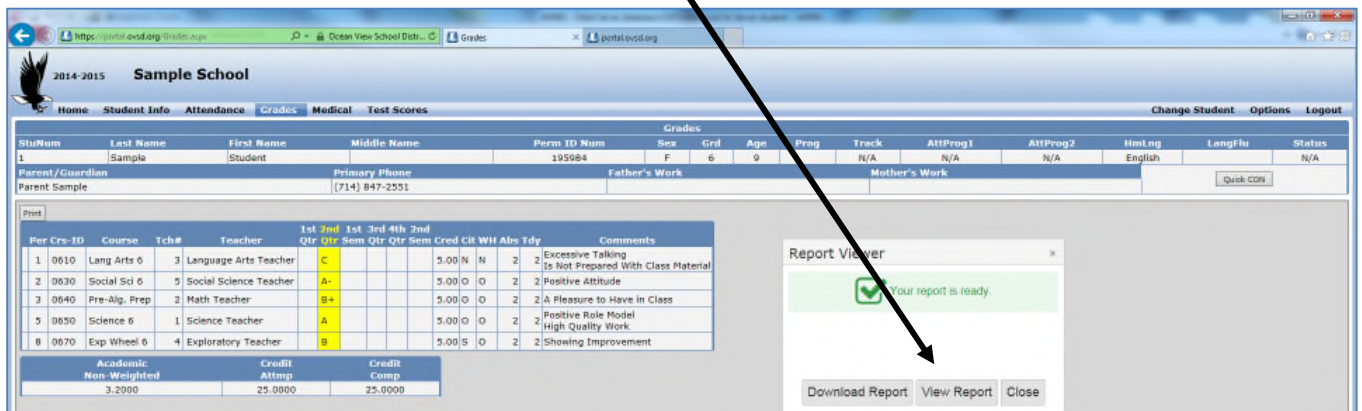 https://portal.ovsd.org/Grades.aspx Ocean View School Distr... Grades portal.ovsd.org
2014-2015 Sample School
Home Student Info Attendance Grades Medical Test Scores Change Student Options Logout
Grades
StuNum Last Name First Name Middle Name Perm ID Num Sex Grd Age Prog Track AttProg1 AttProg2 HmLng LangFlu Status
1 Sample Student 195984 F 6 9 N/A N/A N/A English N/A
Parent/Guardian Primary Phone Father's Work Mother's Work
Parent Sample (714) 847-2551 Quick CON
Print
1st 2nd 1st 3rd 4th 2nd
Per Crs-ID Course Tch# Teacher Qtr Qtr Sem Qtr Qtr Sem Cred Cit WH Abs Tdy Comments
1 0610 Lang Arts 6 3 Language Arts Teacher C 5.00 N N 2 2 Excessive Talking
Is Not Prepared With Class Material
2 0630 Social Sci 6 5 Social Science Teacher A- 5.00 O O 2 2 Positive Attitude
3 0640 Pre-Alg. Prep 2 Math Teacher B+ 5.00 O O 2 2 A Pleasure to Have in Class
5 0650 Science 6 1 Science Teacher A 5.00 O O 2 2 Positive Role Model
High Quality Work
8 0670 Exp Wheel 6 4 Exploratory Teacher B 5.00 S O 2 2 Showing Improvement
Academic Credit Credit
Non-Weighted Attmp Comp
3.2000 25.0000 25.0000
Report Viewer ×
Your report is ready.
Download Report View Report Close